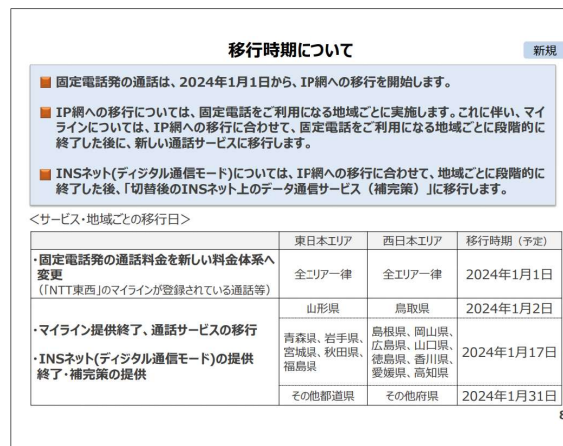 移行時期について
新規
固定電話発の通話は、2024年1月1日から、IP網への移行を開始します。
IP網への移行については、固定電話をご利用になる地域ごとに実施します。これに伴い、マイ
ラインについては、IP網への移行に合わせて、固定電話をご利用になる地域ごとに段階的に
終了した後に、新しい通話サービスに移行します。
INSネット(ディジタル通信モード)については、IP網への移行に合わせて、地域ごとに段階的に
終了した後、「切替後のINSネット上のデータ通信サービス（補完策）」に移行します。
＜サービス・地域ごとの移行日＞
東日本エリア 西日本エリア 移行時期（予定）
・固定電話発の通話料金を新しい料金体系へ
変更
（「NTT東西」のマイラインが登録されている通話等）
全エリア一律 全エリア一律 2024年1月1日
・マイライン提供終了、通話サービスの移行
・INSネット(ディジタル通信モード)の提供
終了・補完策の提供
山形県 鳥取県 2024年1月2日
青森県、岩手県、
宮城県、秋田県、
福島県
島根県、岡山県、
広島県、山口県、
徳島県、香川県、
愛媛県、高知県
2024年1月17日
その他都道県 その他府県 2024年1月31日
8